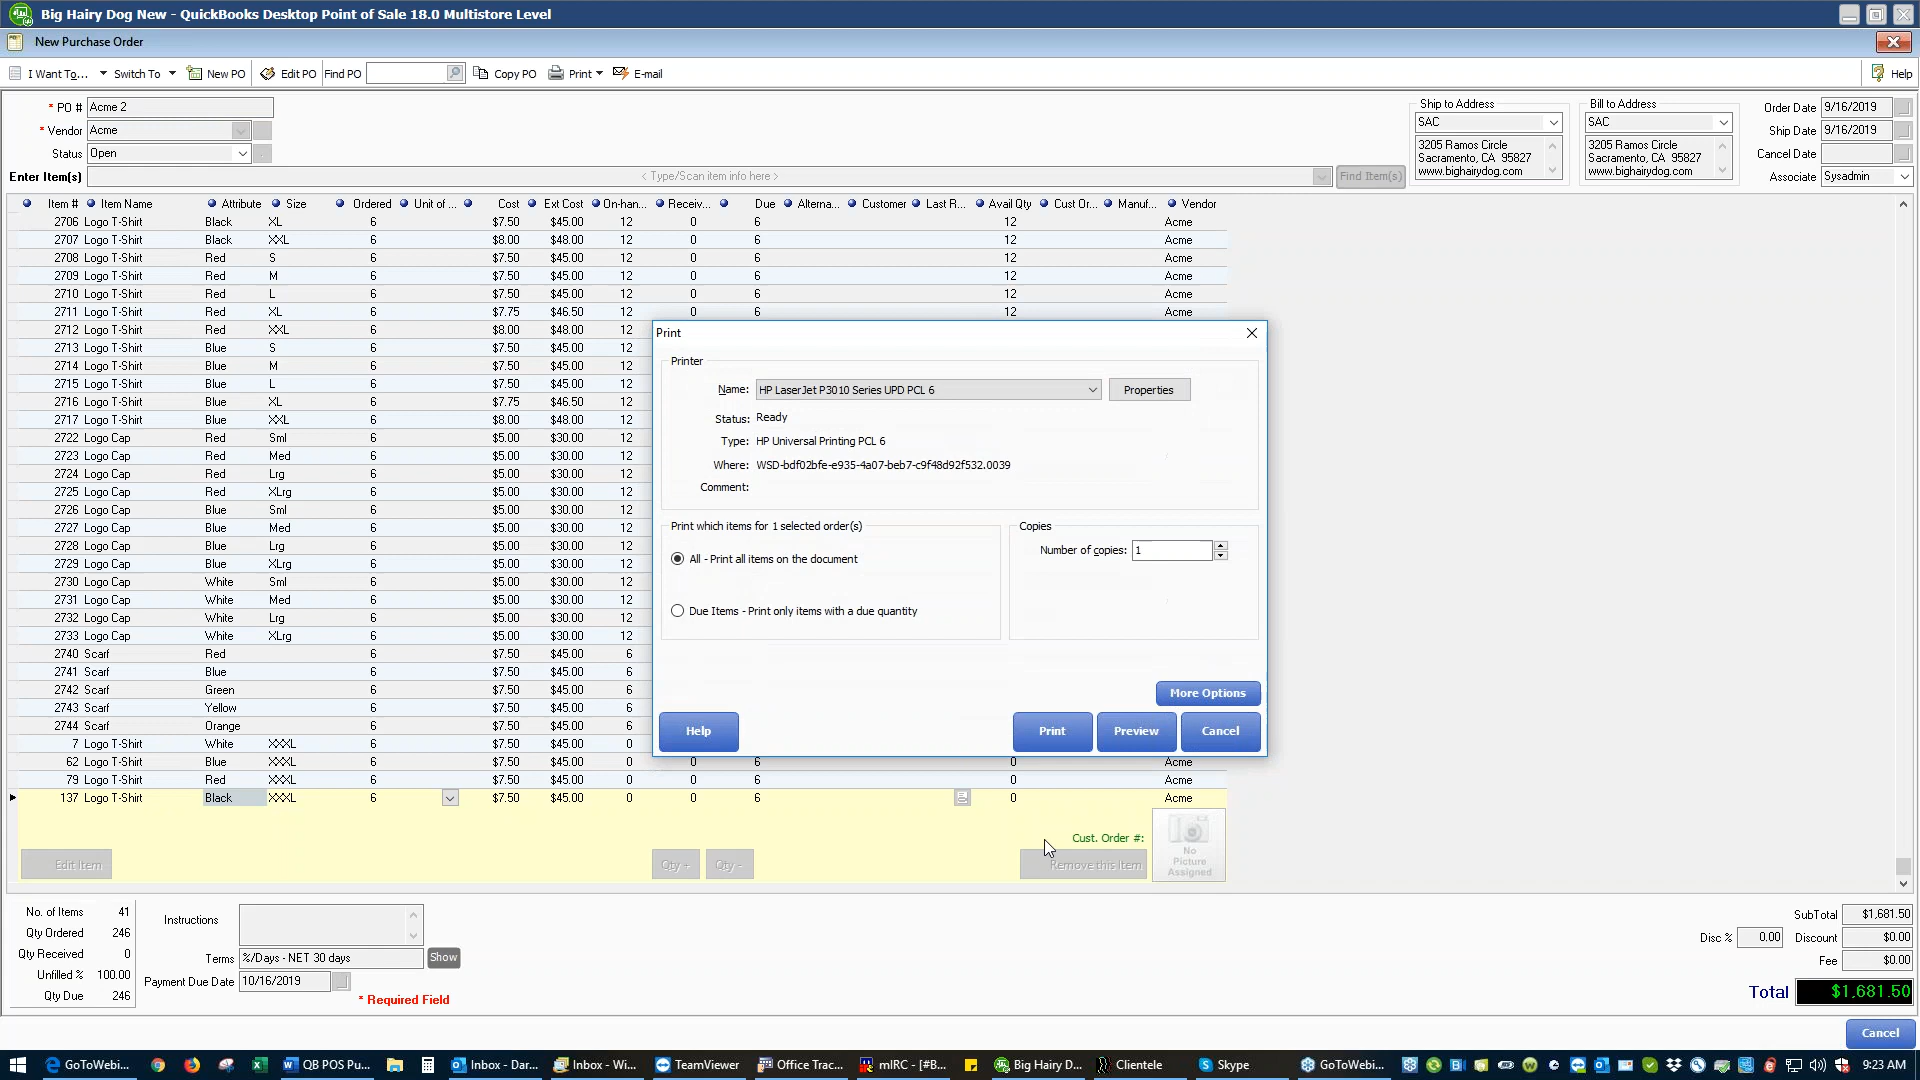 Big Hairy Dog New - QuickBooks Desktop Point of Sale 18.0 Multistore Level
New Purchase Order
I Want To... Switch To New PO Edit PO Find PO Copy PO Print E-mail Help
* PO # Acme 2
* Vendor Acme
Status Open
Enter Item(s) < Type/Scan item info here > Find Item(s)
Ship to Address
SAC
3205 Ramos Circle
Sacramento, CA 95827
www.bighairydog.com
Bill to Address
SAC
3205 Ramos Circle
Sacramento, CA 95827
www.bighairydog.com
Order Date 9/16/2019
Ship Date 9/16/2019
Cancel Date
Associate Sysadmin
Item # Item Name Attribute Size Ordered Unit of ... Cost Ext Cost On-han... Receiv... Due Alterna... Customer Last R... Avail Qty Cust Or... Manuf... Vendor
2706 Logo T-Shirt Black XL 6 $7.50 $45.00 12 0 6 12 Acme
2707 Logo T-Shirt Black XXL 6 $8.00 $48.00 12 0 6 12 Acme
2708 Logo T-Shirt Red S 6 $7.50 $45.00 12 0 6 12 Acme
2709 Logo T-Shirt Red M 6 $7.50 $45.00 12 0 6 12 Acme
2710 Logo T-Shirt Red L 6 $7.50 $45.00 12 0 6 12 Acme
2711 Logo T-Shirt Red XL 6 $7.75 $46.50 12 0 6 12 Acme
2712 Logo T-Shirt Red XXL 6 $8.00 $48.00 12
2713 Logo T-Shirt Blue S 6 $7.50 $45.00 12
2714 Logo T-Shirt Blue M 6 $7.50 $45.00 12
2715 Logo T-Shirt Blue L 6 $7.50 $45.00 12
2716 Logo T-Shirt Blue XL 6 $7.75 $46.50 12
2717 Logo T-Shirt Blue XXL 6 $8.00 $48.00 12
2722 Logo Cap Red Sml 6 $5.00 $30.00 12
2723 Logo Cap Red Med 6 $5.00 $30.00 12
2724 Logo Cap Red Lrg 6 $5.00 $30.00 12
2725 Logo Cap Red XLrg 6 $5.00 $30.00 12
2726 Logo Cap Blue Sml 6 $5.00 $30.00 12
2727 Logo Cap Blue Med 6 $5.00 $30.00 12
2728 Logo Cap Blue Lrg 6 $5.00 $30.00 12
2729 Logo Cap Blue XLrg 6 $5.00 $30.00 12
2730 Logo Cap White Sml 6 $5.00 $30.00 12
2731 Logo Cap White Med 6 $5.00 $30.00 12
2732 Logo Cap White Lrg 6 $5.00 $30.00 12
2733 Logo Cap White XLrg 6 $5.00 $30.00 12
2740 Scarf Red 6 $7.50 $45.00 6
2741 Scarf Blue 6 $7.50 $45.00 6
2742 Scarf Green 6 $7.50 $45.00 6
2743 Scarf Yellow 6 $7.50 $45.00 6
2744 Scarf Orange 6 $7.50 $45.00 6
7 Logo T-Shirt White XXXL 6 $7.50 $45.00 0
62 Logo T-Shirt Blue XXXL 6 $7.50 $45.00 0 0 6 0 Acme
79 Logo T-Shirt Red XXXL 6 $7.50 $45.00 0 0 6 0 Acme
137 Logo T-Shirt Black XXXL 6 $7.50 $45.00 0 0 6 0 Acme
Cust. Order #:
Edit Item Qty + Qty - Remove this Item
No
Picture
Assigned
Print
Printer
Name: HP LaserJet P3010 Series UPD PCL 6 Properties
Status: Ready
Type: HP Universal Printing PCL 6
Where: WSD-bdf02bfe-e935-4a07-beb7-c9f48d92f532.0039
Comment:
Print which items for 1 selected order(s)
All - Print all items on the document
Due Items - Print only items with a due quantity
Copies
Number of copies: 1
More Options
Help Print Preview Cancel
No. of Items 41
Qty Ordered 246
Qty Received 0
Unfilled % 100.00
Qty Due 246
Instructions
Terms %/Days - NET 30 days Show
Payment Due Date 10/16/2019
* Required Field
SubTotal $1,681.50
Disc % 0.00 Discount $0.00
Fee $0.00
Total $1,681.50
Cancel
GoToWebi... QB POS Pu... Inbox - Dar... Inbox - Wi... TeamViewer Office Trac... mIRC - [#B... Big Hairy D... Clientele Skype GoToWebi... 9:23 AM